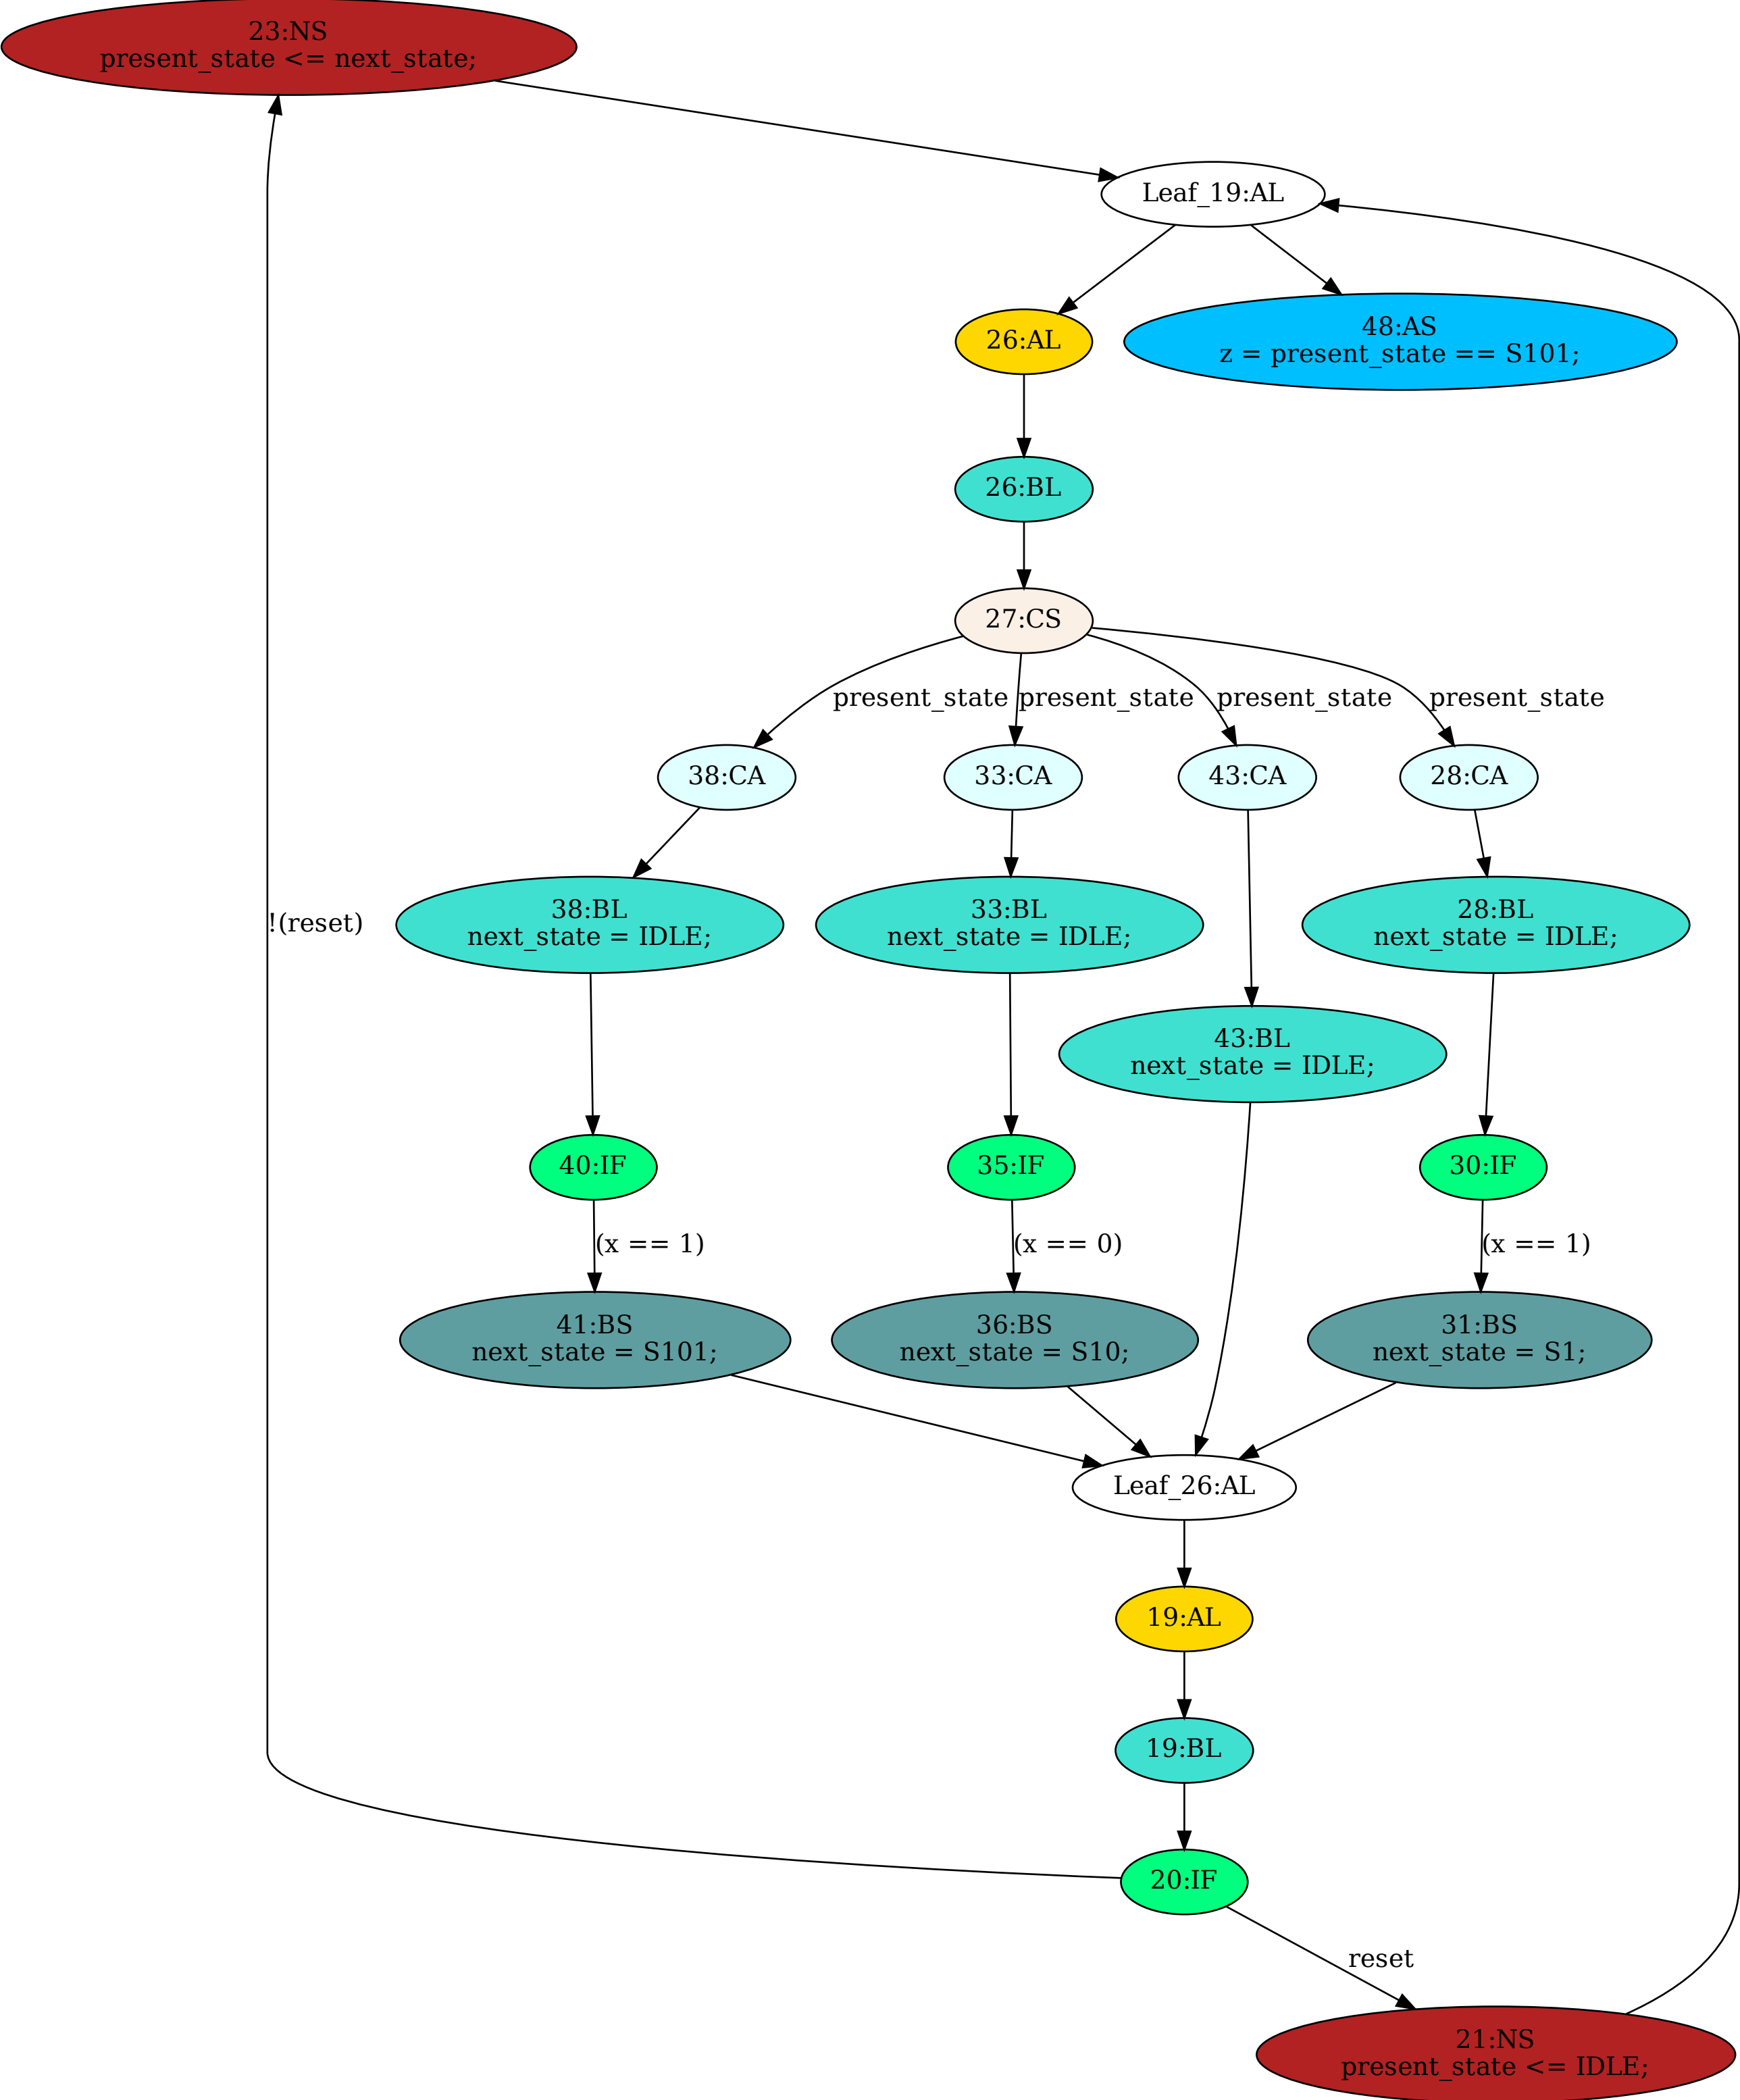 23:NS
present_state <= next_state;
Leaf_19:AL
26:AL
48:AS
z = present_state == S101;
26:BL
27:CS
present_state
present_state
present_state
present_state
38:CA
33:CA
43:CA
28:CA
!(reset)
38:BL
next_state = IDLE;
33:BL
next_state = IDLE;
28:BL
next_state = IDLE;
43:BL
next_state = IDLE;
40:IF
35:IF
30:IF
(x == 1)
(x == 0)
(x == 1)
41:BS
next_state = S101;
36:BS
next_state = S10;
31:BS
next_state = S1;
Leaf_26:AL
19:AL
19:BL
20:IF
reset
21:NS
present_state <= IDLE;